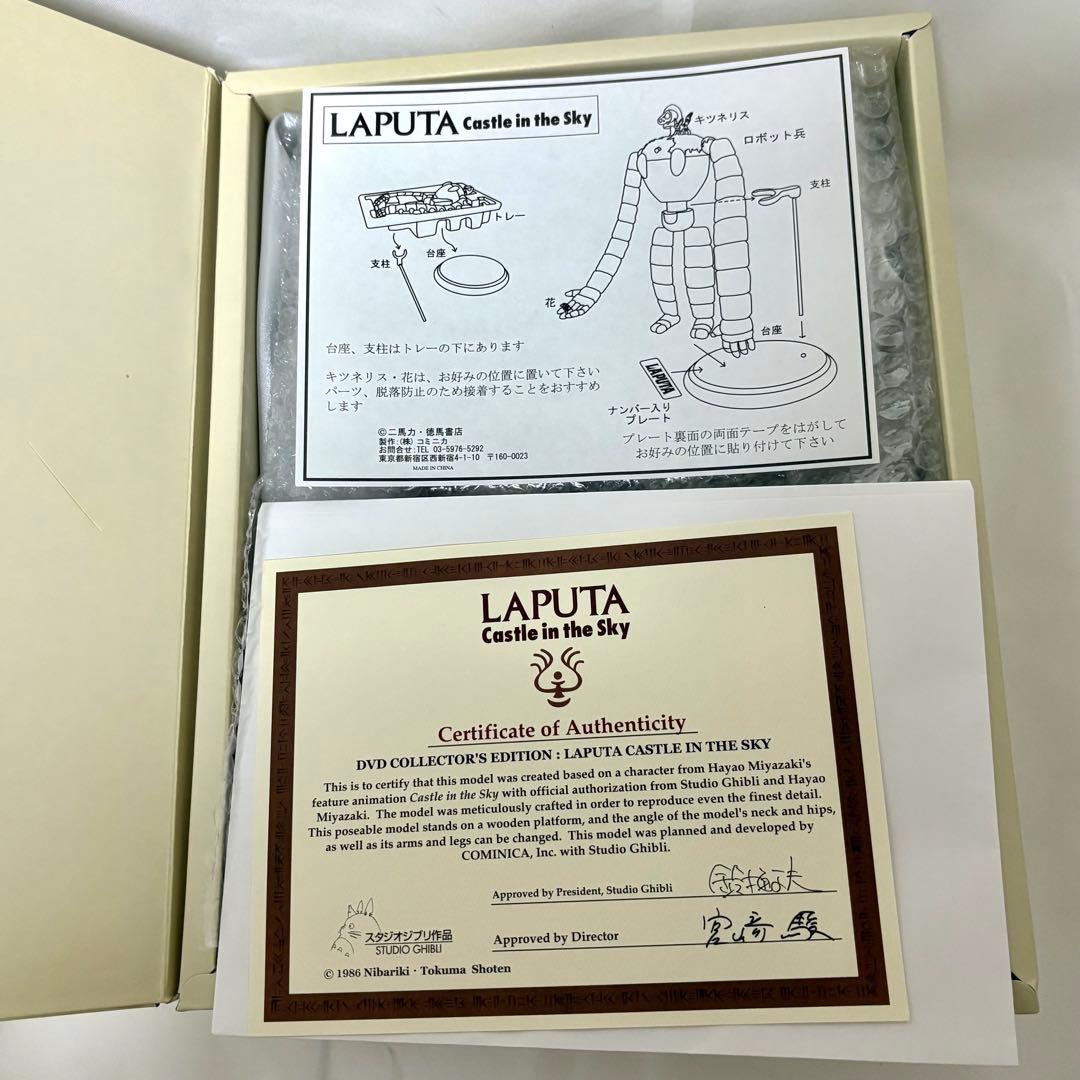 LAPUTA Castle in the Sky
キツネリス
ロボット兵
支柱
トレー
支柱
台座
花
台座
LAPUTA
ナンバー入り
プレート
台座、支柱はトレーの下にあります
キツネリス・花は、お好みの位置に置いて下さい
パーツ、脱落防止のため接着することをおすすめ
します
プレート裏面の両面テープをはがして
お好みの位置に貼り付けて下さい
©二馬力・徳馬書店
製作:(株)コミニカ
お問合せ:TEL 03-5976-5292
東京都新宿区西新宿4-1-10 〒160-0023
MADE IN CHINA
LAPUTA
Castle in the Sky
Certificate of Authenticity
DVD COLLECTOR'S EDITION : LAPUTA CASTLE IN THE SKY
This is to certify that this model was created based on a character from Hayao Miyazaki's
feature animation Castle in the Sky with official authorization from Studio Ghibli and Hayao
Miyazaki. The model was meticulously crafted in order to reproduce even the finest detail.
This poseable model stands on a wooden platform, and the angle of the model's neck and hips,
as well as its arms and legs can be changed. This model was planned and developed by
COMINICA, Inc. with Studio Ghibli.
Approved by President, Studio Ghibli 鈴木敏夫
Approved by Director 宮崎駿
スタジオジブリ作品
STUDIO GHIBLI
© 1986 Nibariki · Tokuma Shoten